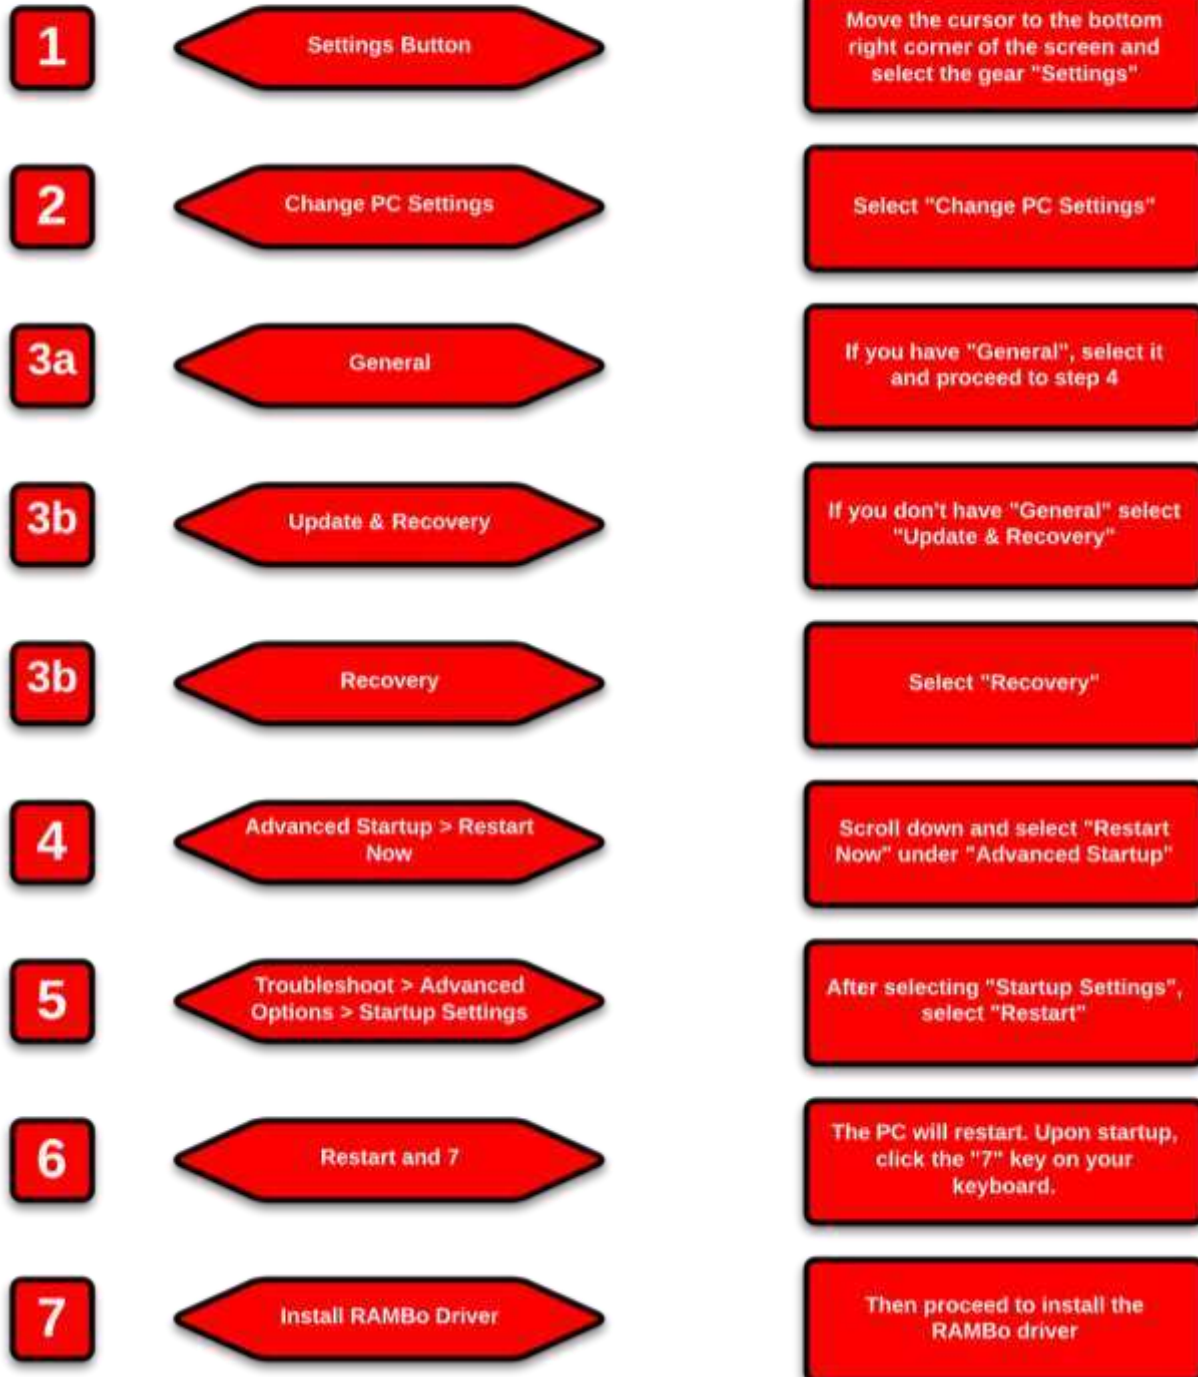 1
Settings Button
Move the cursor to the bottom
right corner of the screen and
select the gear "Settings"
2
Change PC Settings
Select "Change PC Settings"
3a
General
If you have "General", select it
and proceed to step 4
3b
Update & Recovery
If you don't have "General" select
"Update & Recovery"
3b
Recovery
Select "Recovery"
4
Advanced Startup > Restart
Now
Scroll down and select "Restart
Now" under "Advanced Startup"
5
Troubleshoot > Advanced
Options > Startup Settings
After selecting "Startup Settings",
select "Restart"
6
Restart and 7
The PC will restart. Upon startup,
click the "7" key on your
keyboard.
7
Install RAMBo Driver
Then proceed to install the
RAMBo driver